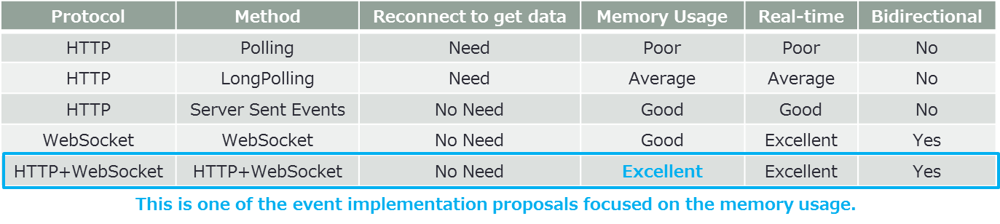 Protocol Method Reconnect to get data Memory Usage Real-time Bidirectional
HTTP Polling Need Poor Poor No
HTTP LongPolling Need Average Average No
HTTP Server Sent Events No Need Good Good No
WebSocket WebSocket No Need Good Excellent Yes
HTTP+WebSocket HTTP+WebSocket No Need Excellent Excellent Yes
This is one of the event implementation proposals focused on the memory usage.